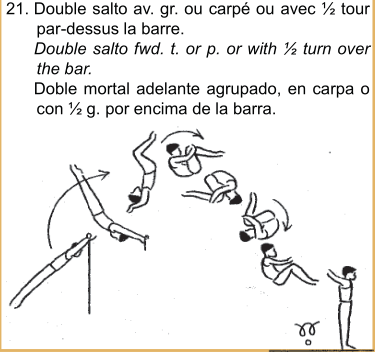 21. Double salto av. gr. ou carpé ou avec ½ tour
par-dessus la barre.
Double salto fwd. t. or p. or with ½ turn over
the bar.
Doble mortal adelante agrupado, en carpa o
con ½ g. por encima de la barra.